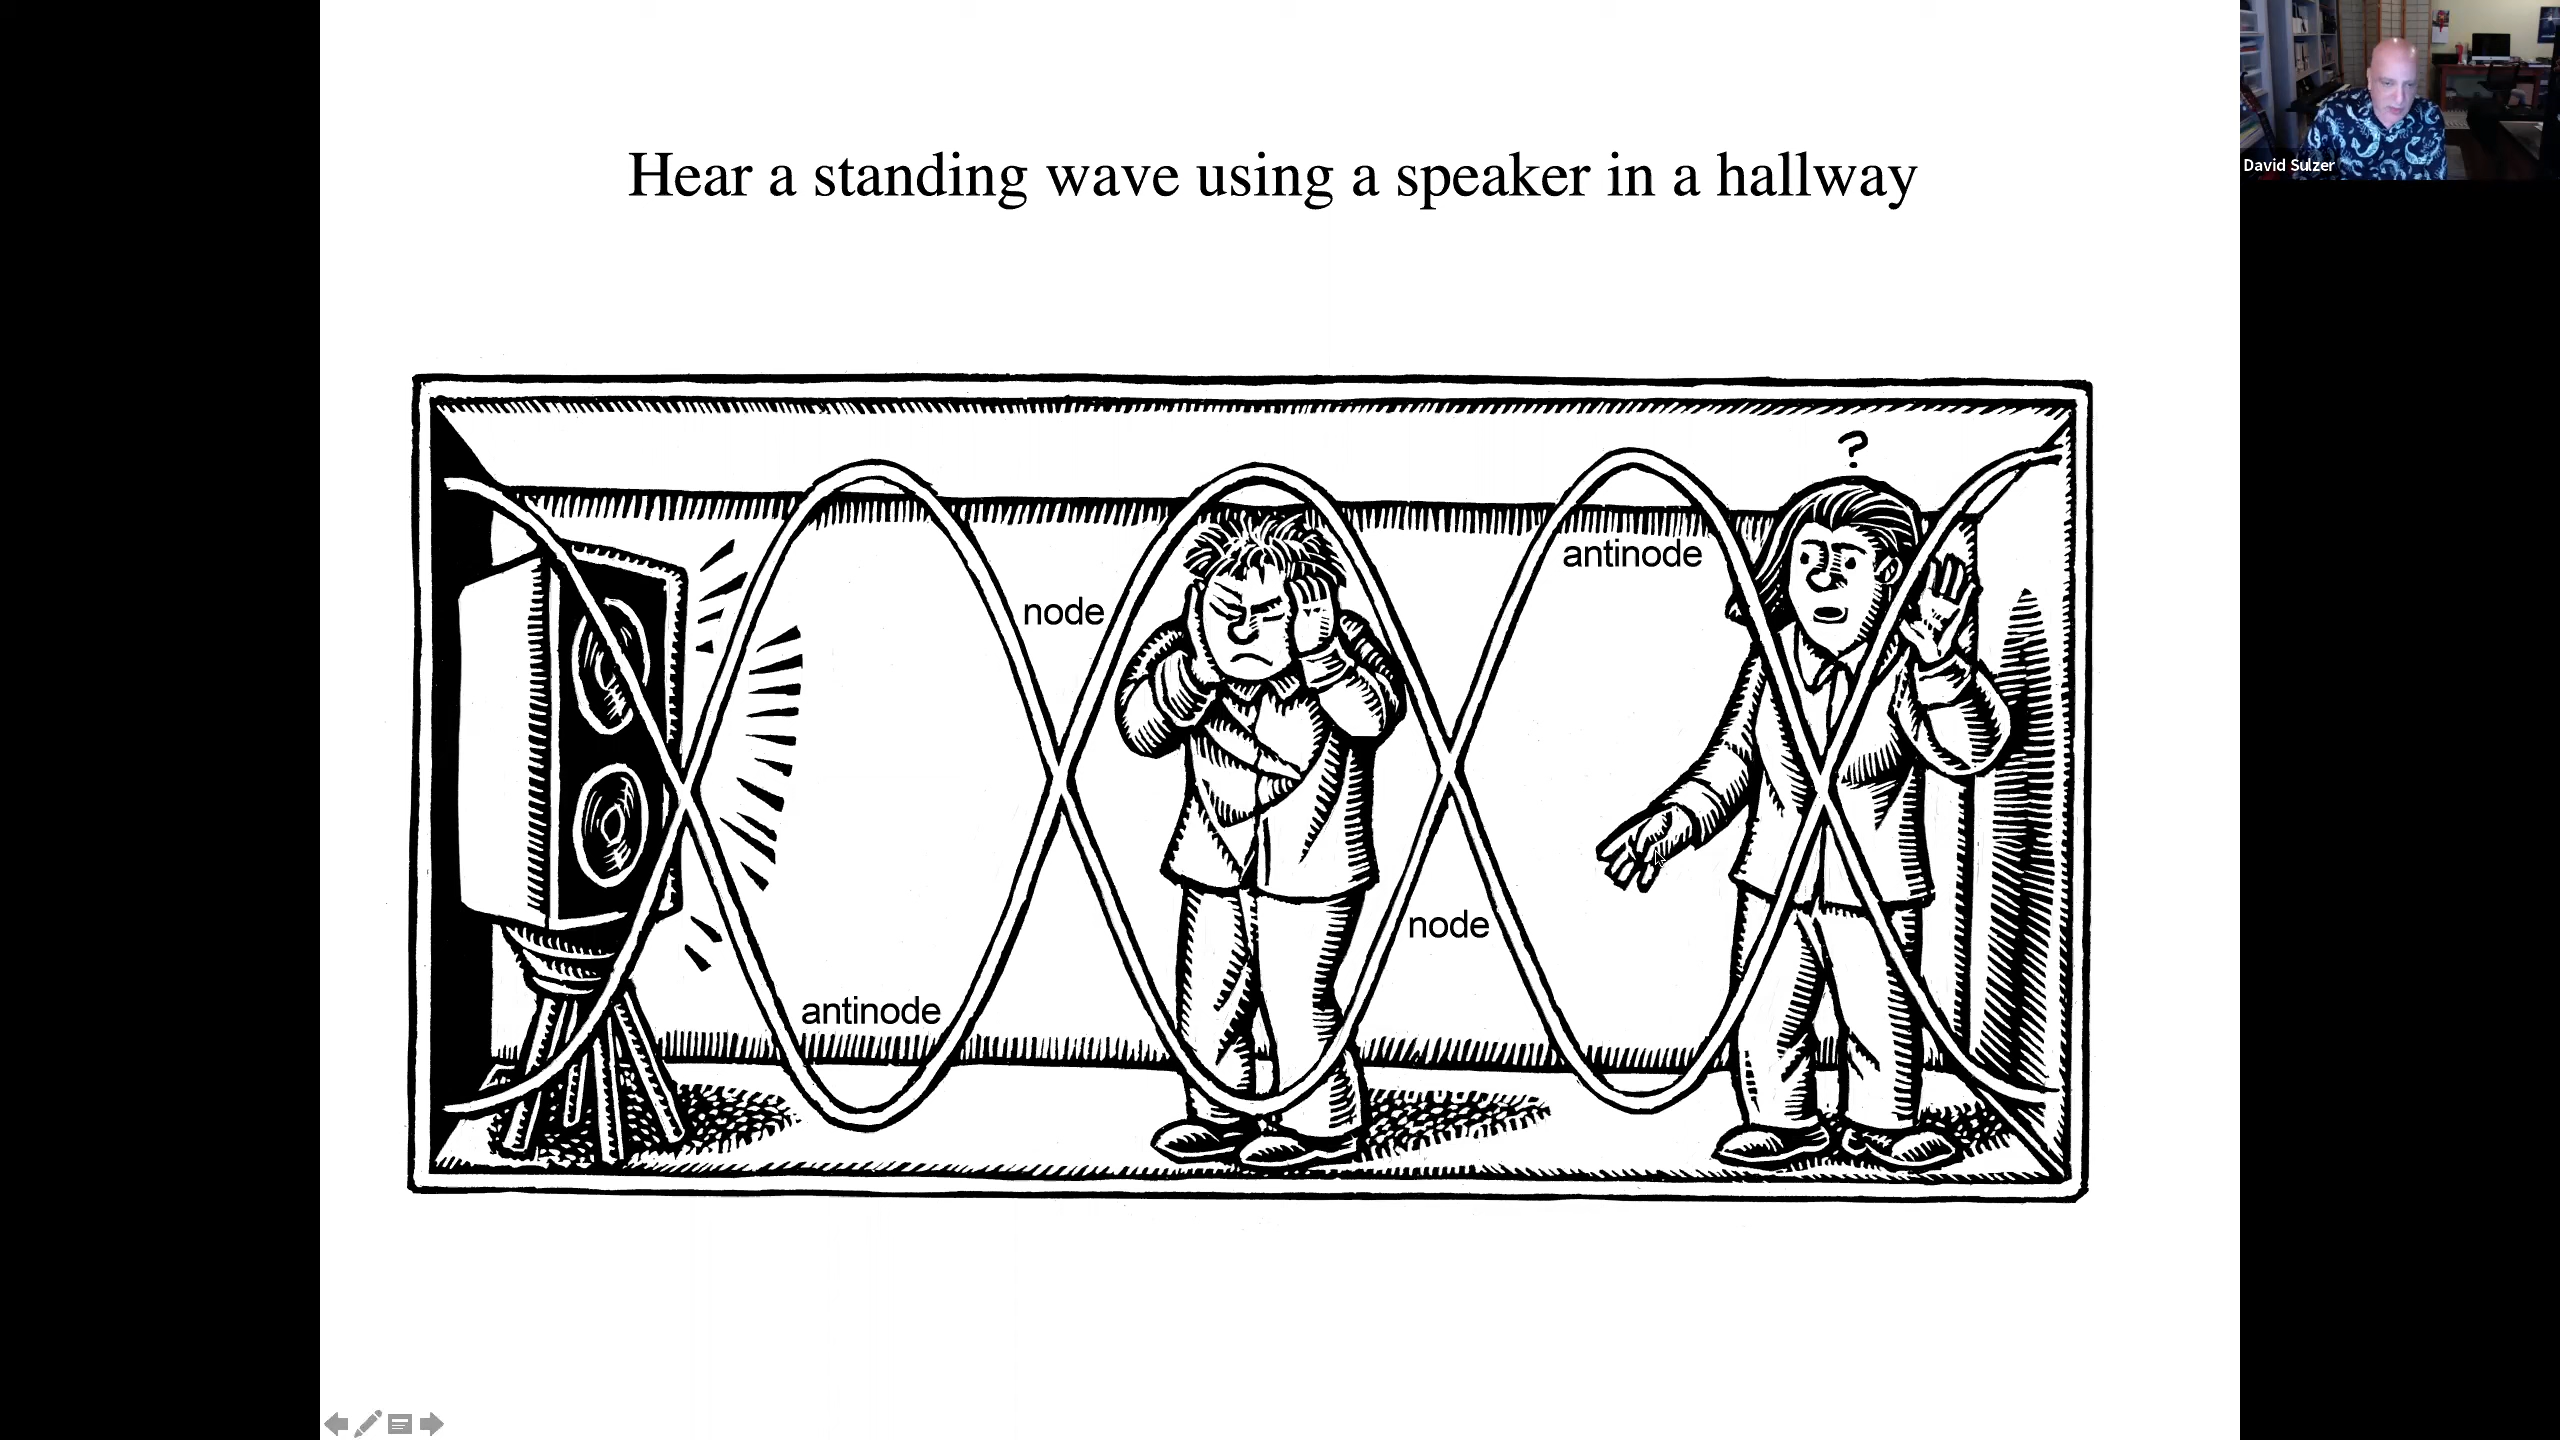 Hear a standing wave using a speaker in a hallway
David Sulzer
?
antinode
node
node
antinode